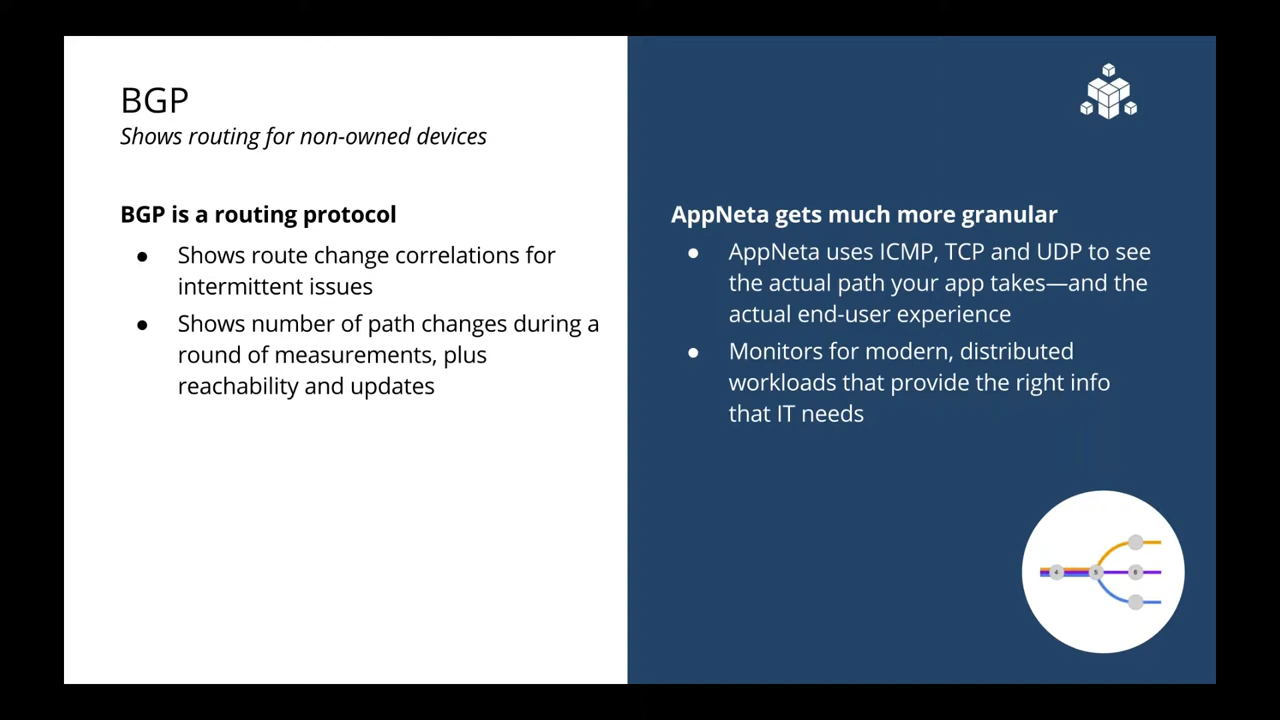 BGP
Shows routing for non-owned devices
BGP is a routing protocol
● Shows route change correlations for
intermittent issues
● Shows number of path changes during a
round of measurements, plus
reachability and updates
AppNeta gets much more granular
● AppNeta uses ICMP, TCP and UDP to see
the actual path your app takes—and the
actual end-user experience
● Monitors for modern, distributed
workloads that provide the right info
that IT needs
4 5 6